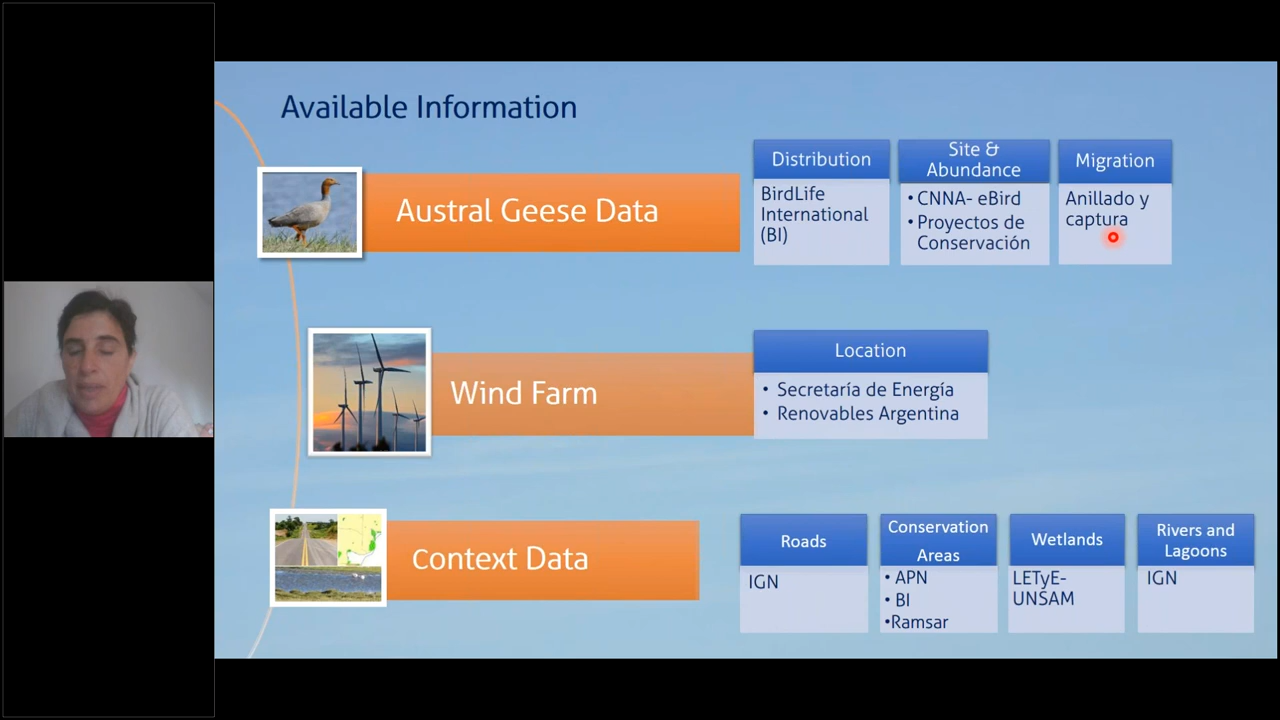 Available Information
Austral Geese Data
Distribution
BirdLife
International
(BI)
Site &
Abundance
• CNNA- eBird
• Proyectos de
Conservación
Migration
Anillado y
captura
Wind Farm
Location
• Secretaría de Energía
• Renovables Argentina
Context Data
Roads
IGN
Conservation
Areas
• APN
• BI
•Ramsar
Wetlands
LETyE-
UNSAM
Rivers and
Lagoons
IGN